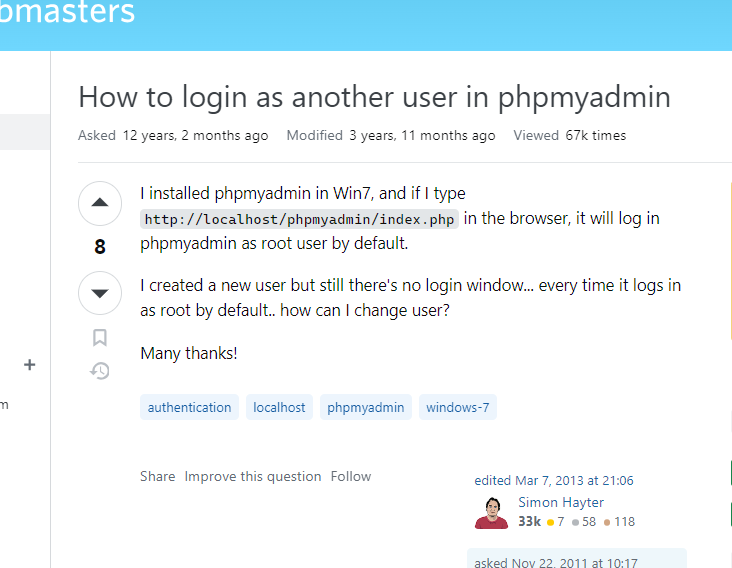 bmasters
How to login as another user in phpmyadmin
Asked 12 years, 2 months ago Modified 3 years, 11 months ago Viewed 67k times
I installed phpmyadmin in Win7, and if I type
http://localhost/phpmyadmin/index.php in the browser, it will log in
phpmyadmin as root user by default.
8
I created a new user but still there's no login window... every time it logs in
as root by default.. how can I change user?
Many thanks!
m
authentication localhost phpmyadmin windows-7
Share Improve this question Follow
edited Mar 7, 2013 at 21:06
Simon Hayter
33k 7 58 118
asked Nov 22, 2011 at 10:17